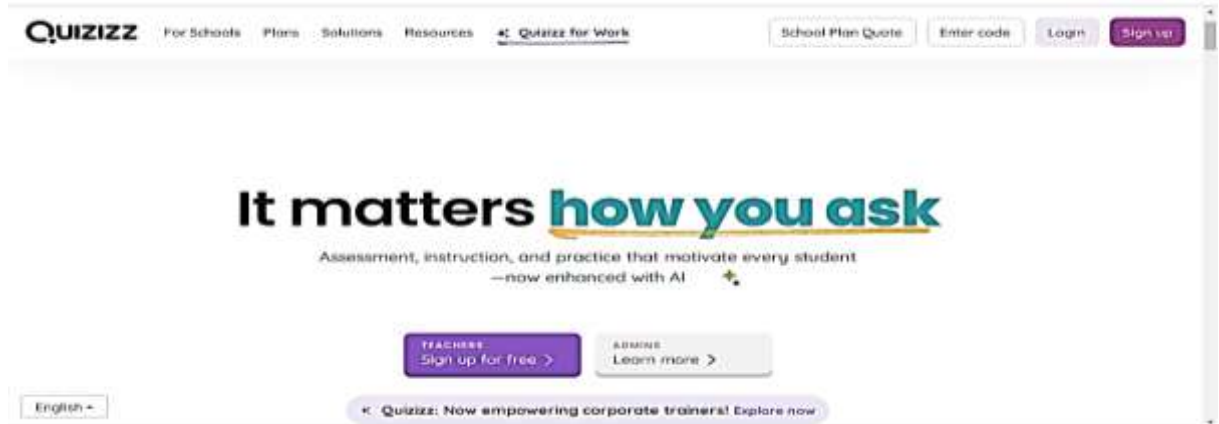 QUIZIZZ For Schools Plans Solutions Resources Quizizz for Work School Plan Quote Enter code Login Sign up
It matters how you ask
Assessment, instruction, and practice that motivate every student
—now enhanced with AI
TEACHERS
Sign up for free >
ADMINS
Learn more >
English
Quizizz: Now empowering corporate trainers! Explore now